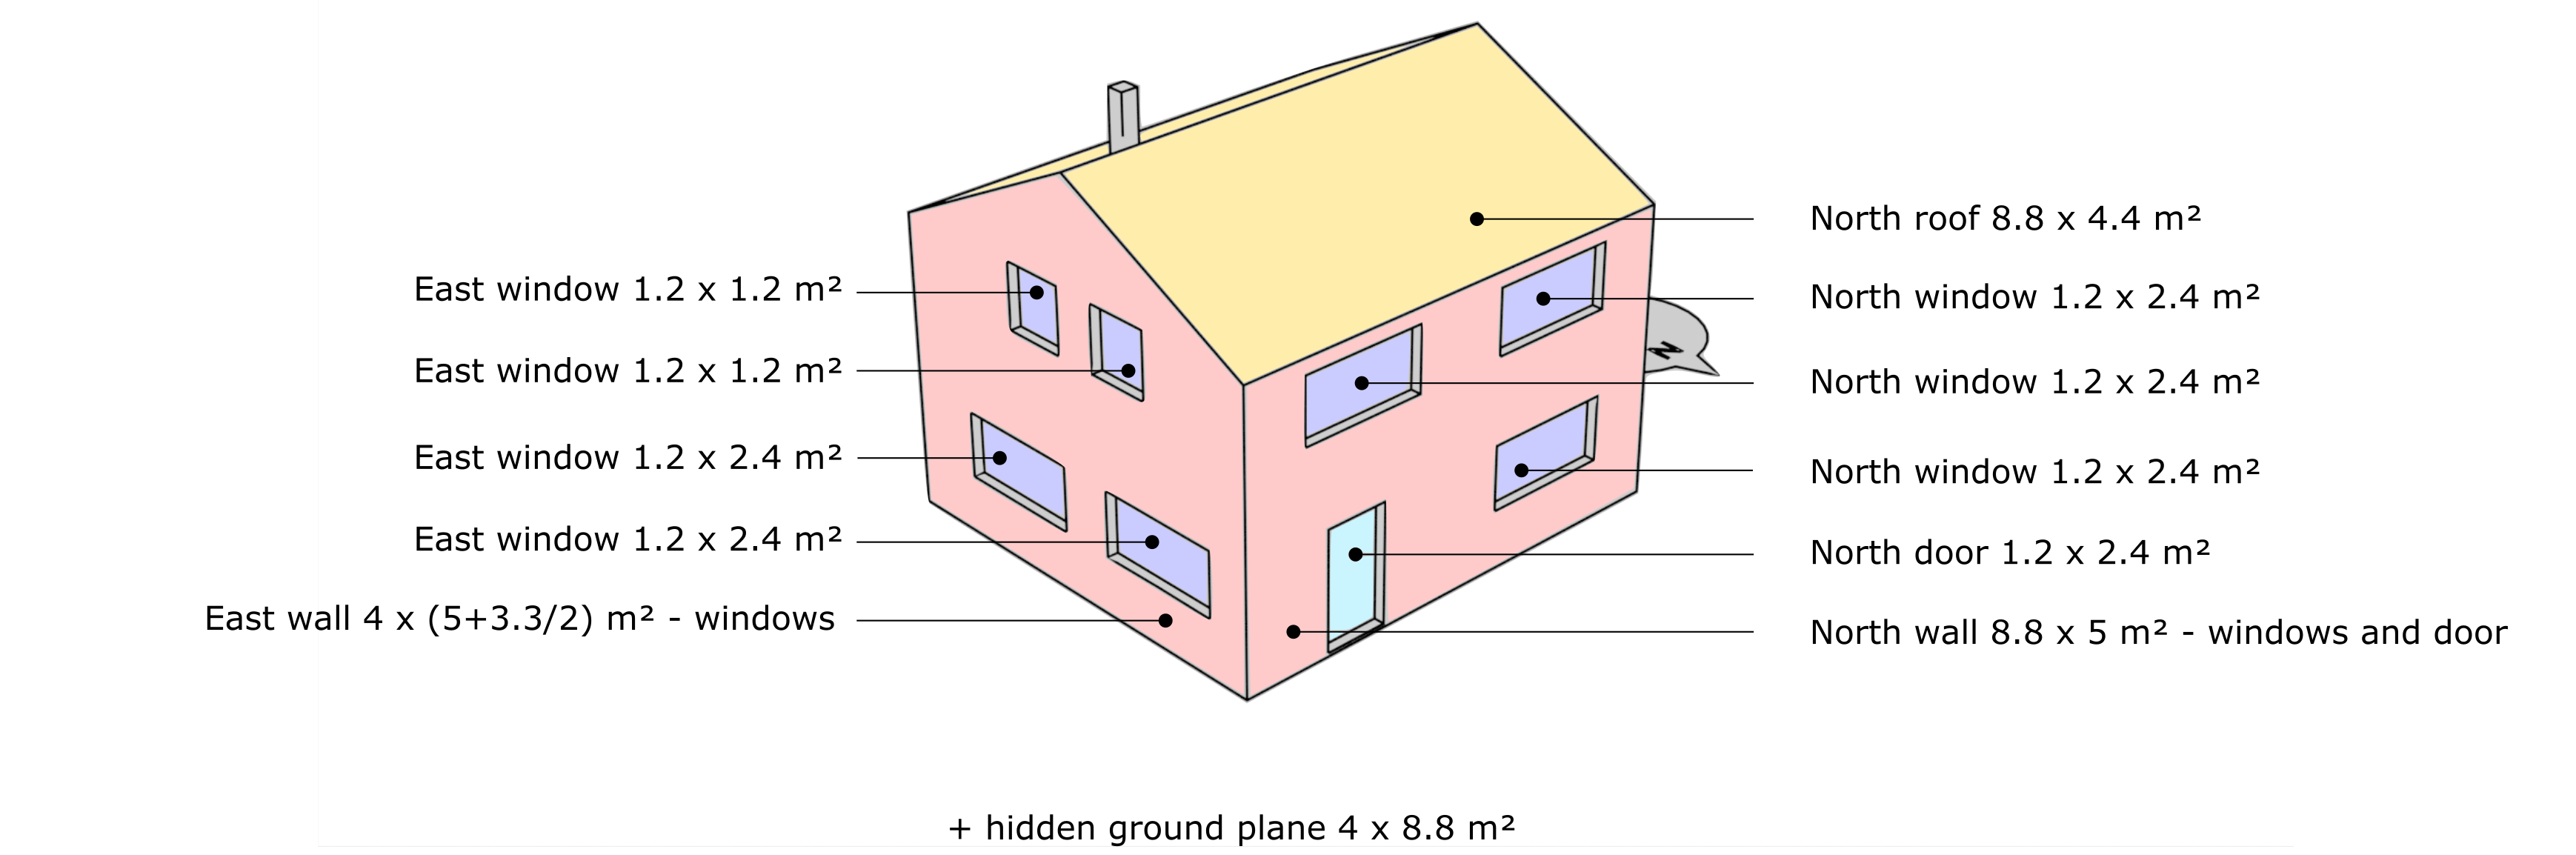 East window 1.2 x 1.2 m²
East window 1.2 x 1.2 m²
East window 1.2 x 2.4 m²
East window 1.2 x 2.4 m²
East wall 4 x (5+3.3/2) m² - windows
N
North roof 8.8 x 4.4 m²
North window 1.2 x 2.4 m²
North window 1.2 x 2.4 m²
North window 1.2 x 2.4 m²
North door 1.2 x 2.4 m²
North wall 8.8 x 5 m² - windows and door
+ hidden ground plane 4 x 8.8 m²